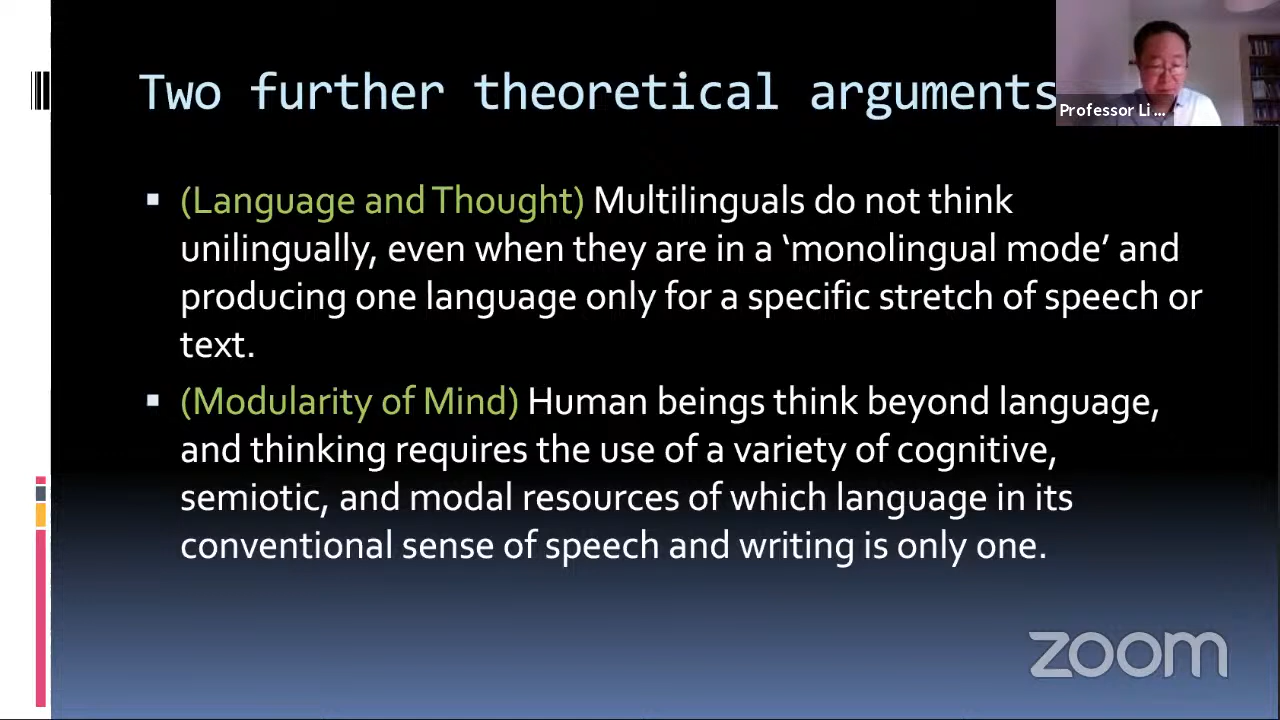 Two further theoretical arguments
Professor Li ...
(Language and Thought) Multilinguals do not think
unilingually, even when they are in a ‘monolingual mode’ and
producing one language only for a specific stretch of speech or
text.
(Modularity of Mind) Human beings think beyond language,
and thinking requires the use of a variety of cognitive,
semiotic, and modal resources of which language in its
conventional sense of speech and writing is only one.
zoom